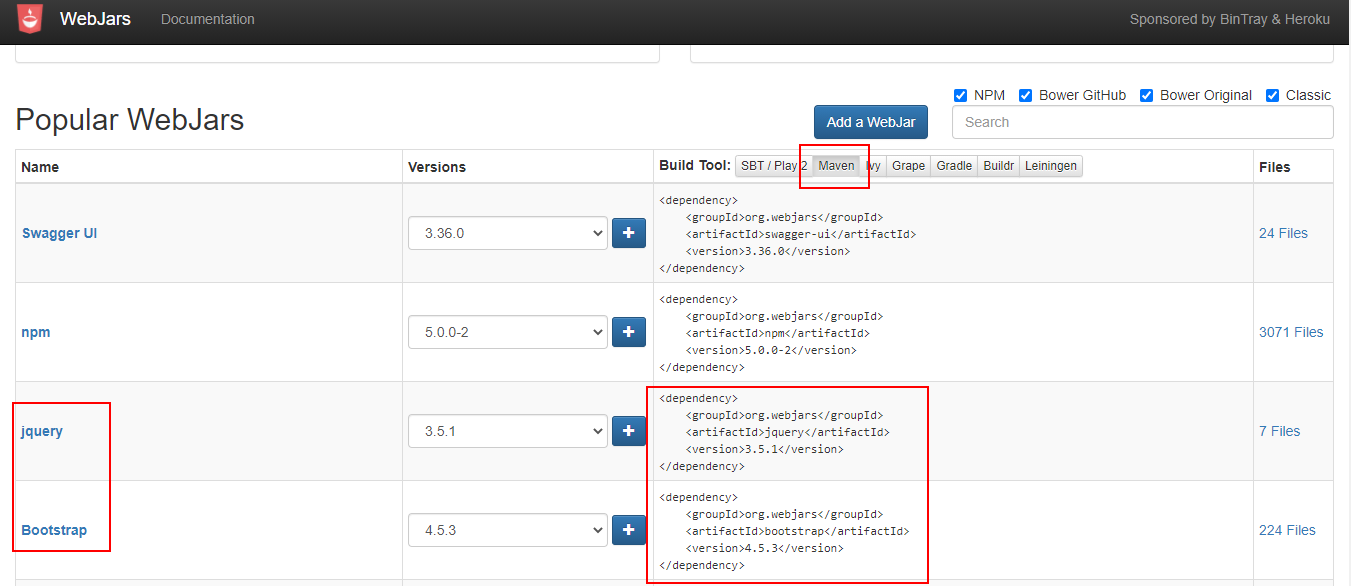 WebJars Documentation Sponsored by BinTray & Heroku
NPM Bower GitHub Bower Original Classic
Popular WebJars Add a WebJar Search
Name Versions Build Tool: SBT / Play 2 Maven Ivy Grape Gradle Buildr Leiningen Files
<dependency>
<groupId>org.webjars</groupId>
Swagger UI 3.36.0 + <artifactId>swagger-ui</artifactId> 24 Files
<version>3.36.0</version>
</dependency>
<dependency>
<groupId>org.webjars</groupId>
npm 5.0.0-2 + <artifactId>npm</artifactId> 3071 Files
<version>5.0.0-2</version>
</dependency>
<dependency>
<groupId>org.webjars</groupId>
jquery 3.5.1 + <artifactId>jquery</artifactId> 7 Files
<version>3.5.1</version>
</dependency>
<dependency>
<groupId>org.webjars</groupId>
Bootstrap 4.5.3 + <artifactId>bootstrap</artifactId> 224 Files
<version>4.5.3</version>
</dependency>